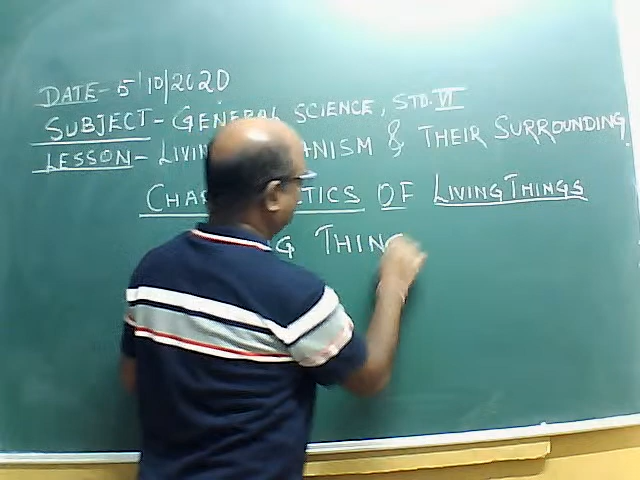 DATE- 5/10/2020
SUBJECT- GENERAL SCIENCE, STD. VI
LESSON- LIVING ORGANISM & THEIR SURROUNDING.
CHARACTERISTICS OF LIVING THINGS
THING